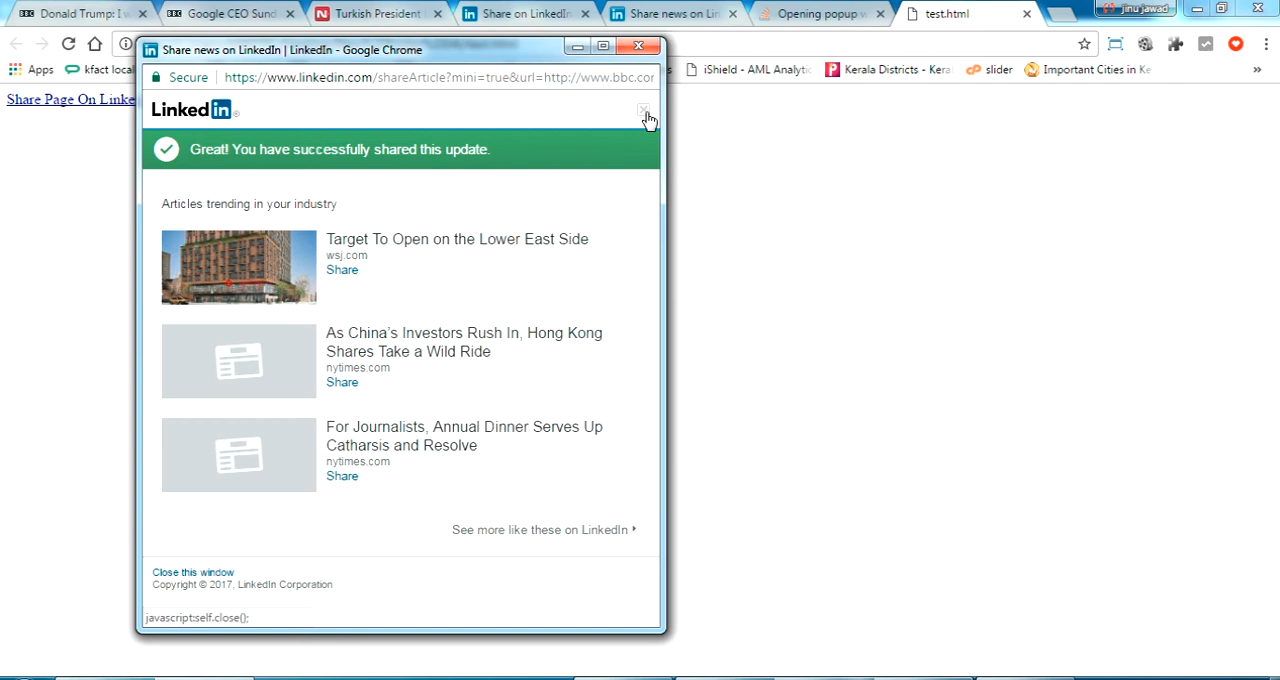 Donald Trump: I w
Google CEO Sund
Turkish President
Share on LinkedIn
Share news on Lin
Opening popup w
test.html
jinu jawad
Apps
kfact local
iShield - AML Analytic
Kerala Districts - Kera
slider
Important Cities in Ke
»
Share Page On Linke
Share news on LinkedIn | LinkedIn - Google Chrome
Secure
https://www.linkedin.com/shareArticle?mini=true&url=http://www.bbc.cor
Linked in ®
Great! You have successfully shared this update.
Articles trending in your industry
Target To Open on the Lower East Side
wsj.com
Share
As China's Investors Rush In, Hong Kong
Shares Take a Wild Ride
nytimes.com
Share
For Journalists, Annual Dinner Serves Up
Catharsis and Resolve
nytimes.com
Share
See more like these on LinkedIn
Close this window
Copyright © 2017, LinkedIn Corporation
javascript:self.close();